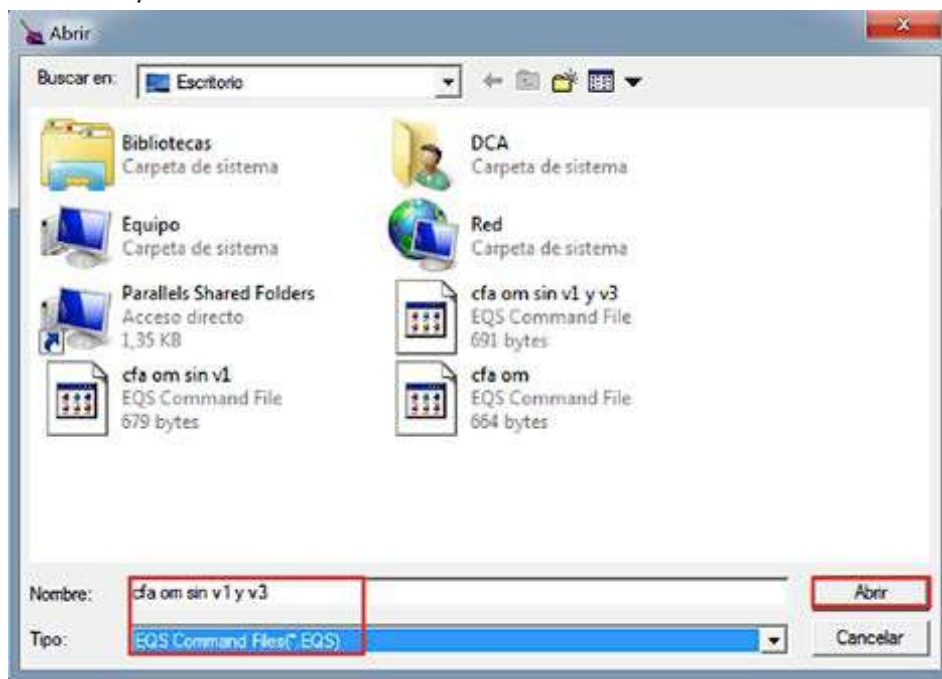 Abrir
Buscar en: Escritorio
Bibliotecas
Carpeta de sistema
DCA
Carpeta de sistema
Equipo
Carpeta de sistema
Red
Carpeta de sistema
Parallels Shared Folders
Acceso directo
1,35 KB
cfa om sin v1 y v3
EQS Command File
691 bytes
cfa om sin v1
EQS Command File
679 bytes
cfa om
EQS Command File
664 bytes
Nombre: cfa om sin v1 y v3 Abrir
Tipo: EQS Command Files(*.EQS) Cancelar